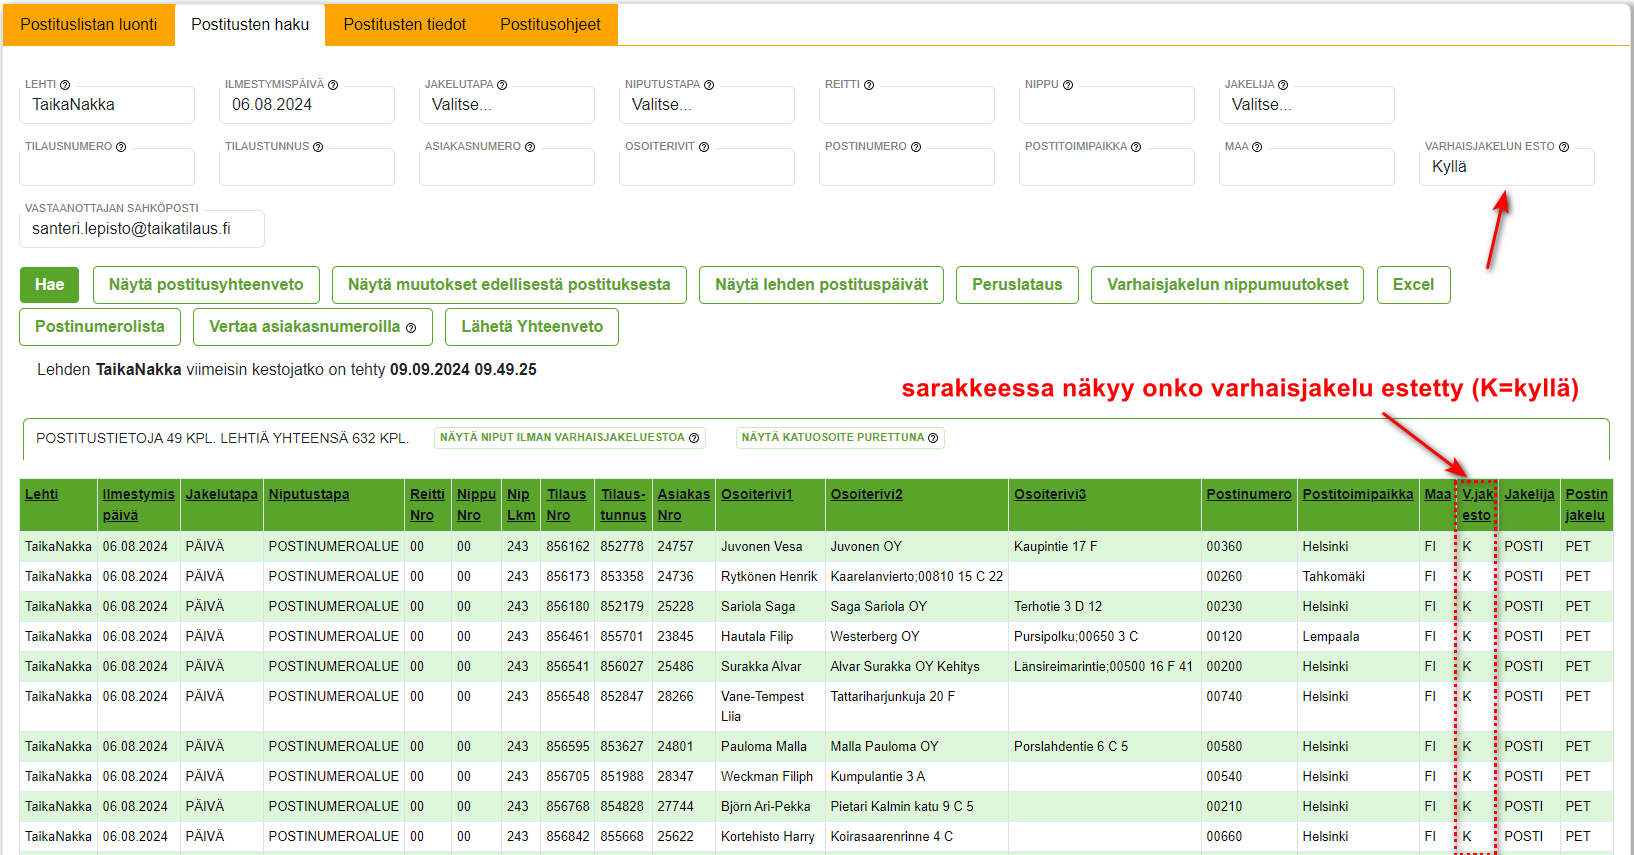 Postituslistan luonti Postitusten haku Postitusten tiedot Postitusohjeet
LEHTI ILMESTYMISPÄIVÄ JAKELUTAPA NIPUTUSTAPA REITTI NIPPU JAKELIJA
TaikaNakka 06.08.2024 Valitse... Valitse... Valitse...
TILAUSNUMERO TILAUSTUNNUS ASIAKASNUMERO OSOITERIVIT POSTINUMERO POSTITOIMIPAIKKA MAA VARHAISJAKELUN ESTO
Kyllä
VASTAANOTTAJAN SAHKÖPOSTI
santeri.lepisto@taikatilaus.fi
Hae Näytä postitusyhteenveto Näytä muutokset edellisestä postituksesta Näytä lehden postituspäivät Peruslataus Varhaisjakelun nippumuutokset Excel
Postinumerolista Vertaa asiakasnumeroilla Lähetä Yhteenveto
Lehden TaikaNakka viimeisin kestojatko on tehty 09.09.2024 09.49.25
sarakkeessa näkyy onko varhaisjakelu estetty (K=kyllä)
POSTITUSTIETOJA 49 KPL. LEHTIÄ YHTEENSÄ 632 KPL. NÄYTÄ NIPUT ILMAN VARHAISJAKELUESTOA NÄYTÄ KATUOSOITE PURETTUNA
Lehti Ilmestymis Jakelutapa Niputustapa Reitti Nippu Nip Tilaus Tilaus- Asiakas Osoiterivi1 Osoiterivi2 Osoiterivi3 Postinumero Postitoimipaikka Maa V.jak Jakelija Postin
päivä Nro Nro Lkm Nro tunnus Nro esto jakelu
TaikaNakka 06.08.2024 PÄIVÄ POSTINUMEROALUE 00 00 243 856162 852778 24757 Juvonen Vesa Juvonen OY Kaupintie 17 F 00360 Helsinki FI K POSTI PET
TaikaNakka 06.08.2024 PÄIVÄ POSTINUMEROALUE 00 00 243 856173 853358 24736 Rytkönen Henrik Kaarelanvierto;00810 15 C 22 00260 Tahkomäki FI K POSTI PET
TaikaNakka 06.08.2024 PÄIVÄ POSTINUMEROALUE 00 00 243 856180 852179 25228 Sariola Saga Saga Sariola OY Terhotie 3 D 12 00230 Helsinki FI K POSTI PET
TaikaNakka 06.08.2024 PÄIVÄ POSTINUMEROALUE 00 00 243 856461 855701 23845 Hautala Filip Westerberg OY Pursipolku;00650 3 C 00120 Lempaala FI K POSTI PET
TaikaNakka 06.08.2024 PÄIVÄ POSTINUMEROALUE 00 00 243 856541 856027 25486 Surakka Alvar Alvar Surakka OY Kehitys Länsireimarintie;00500 16 F 41 00200 Helsinki FI K POSTI PET
TaikaNakka 06.08.2024 PÄIVÄ POSTINUMEROALUE 00 00 243 856548 852847 28266 Vane-Tempest Tattariharjunkuja 20 F 00740 Helsinki FI K POSTI PET
Liia
TaikaNakka 06.08.2024 PÄIVÄ POSTINUMEROALUE 00 00 243 856595 853627 24801 Pauloma Malla Malla Pauloma OY Porslahdentie 6 C 5 00580 Helsinki FI K POSTI PET
TaikaNakka 06.08.2024 PÄIVÄ POSTINUMEROALUE 00 00 243 856705 851988 28347 Weckman Filiph Kumpulantie 3 A 00540 Helsinki FI K POSTI PET
TaikaNakka 06.08.2024 PÄIVÄ POSTINUMEROALUE 00 00 243 856768 854828 27744 Björn Ari-Pekka Pietari Kalmin katu 9 C 5 00210 Helsinki FI K POSTI PET
TaikaNakka 06.08.2024 PÄIVÄ POSTINUMEROALUE 00 00 243 856842 855668 25622 Kortehisto Harry Koirasaarenrinne 4 C 00660 Helsinki FI K POSTI PET